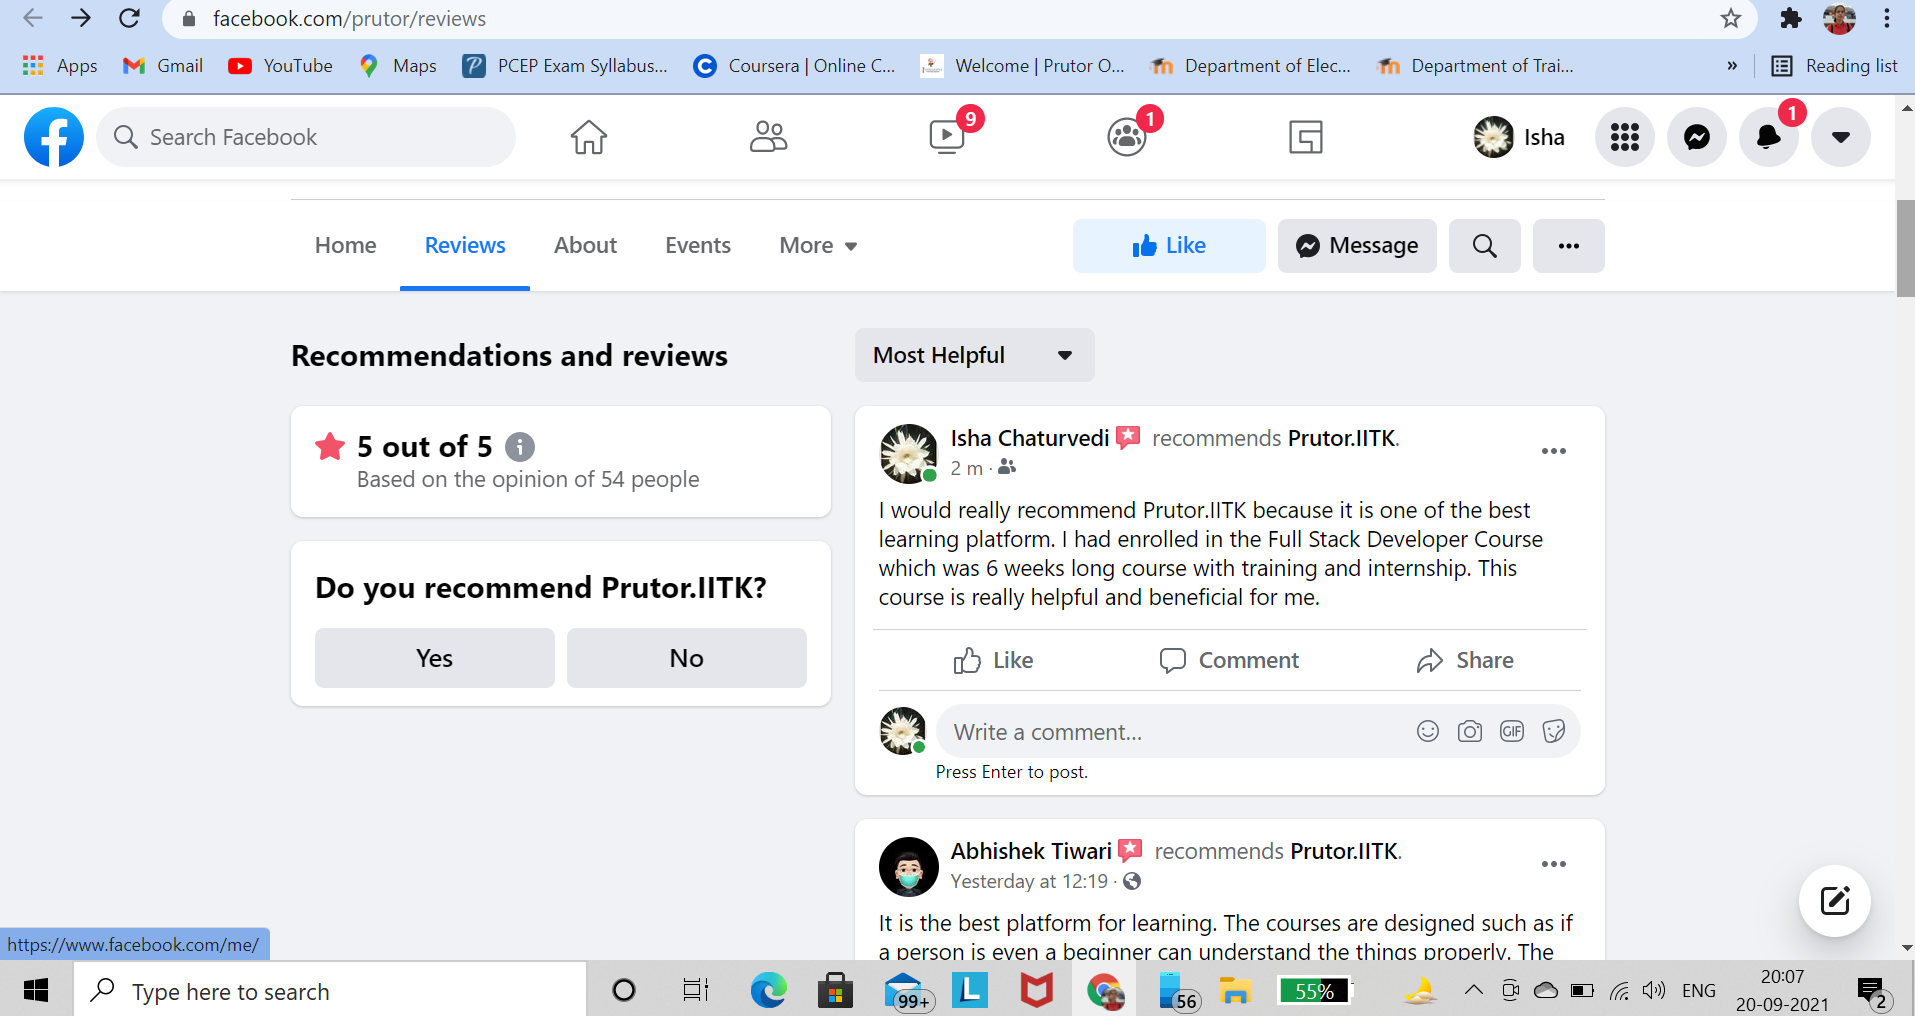 facebook.com/prutor/reviews
Apps Gmail YouTube Maps PCEP Exam Syllabus... Coursera | Online C... Welcome | Prutor O... Department of Elec... Department of Trai... » Reading list
Search Facebook 9 1 Isha 1
Home Reviews About Events More Like Message
Recommendations and reviews
Most Helpful
5 out of 5
Based on the opinion of 54 people
Do you recommend Prutor.IITK?
Yes No
Isha Chaturvedi recommends Prutor.IITK.
2 m ·
I would really recommend Prutor.IITK because it is one of the best
learning platform. I had enrolled in the Full Stack Developer Course
which was 6 weeks long course with training and internship. This
course is really helpful and beneficial for me.
Like Comment Share
Write a comment...
GIF
Press Enter to post.
Abhishek Tiwari recommends Prutor.IITK.
Yesterday at 12:19 ·
It is the best platform for learning. The courses are designed such as if
a person is even a beginner can understand the things properly. The
https://www.facebook.com/me/
Type here to search
99+ L 56 55% ENG
20:07
20-09-2021
2